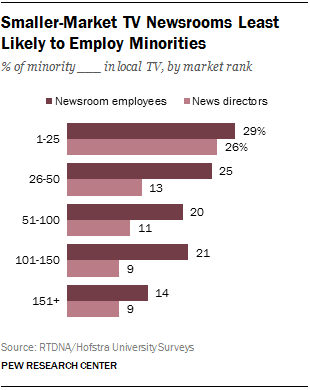 Smaller-Market TV Newsrooms Least
Likely to Employ Minorities
% of minority ____ in local TV, by market rank
Newsroom employees News directors
1-25 29% 26%
26-50 25 13
51-100 20 11
101-150 21 9
151+ 14 9
Source: RTDNA/Hofstra University Surveys
PEW RESEARCH CENTER